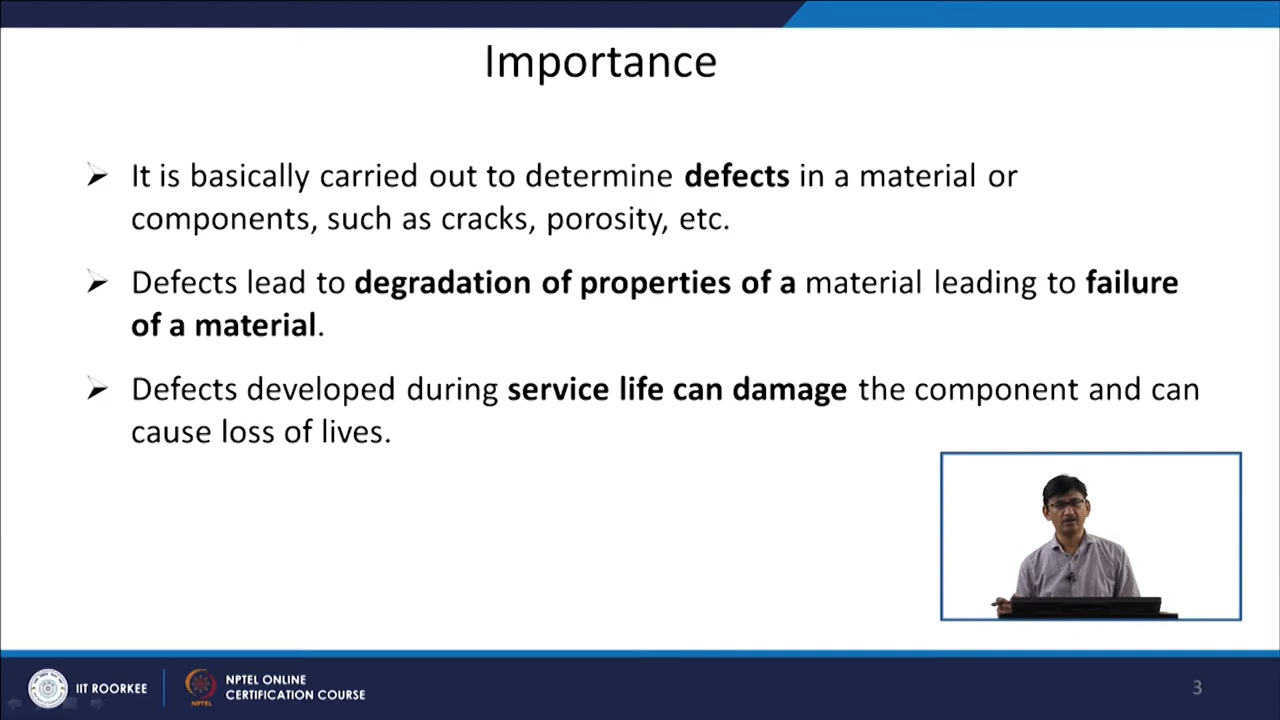 Importance
It is basically carried out to determine defects in a material or
components, such as cracks, porosity, etc.
Defects lead to degradation of properties of a material leading to failure
of a material.
Defects developed during service life can damage the component and can
cause loss of lives.
IIT ROORKEE
NPTEL
NPTEL ONLINE
CERTIFICATION COURSE
3